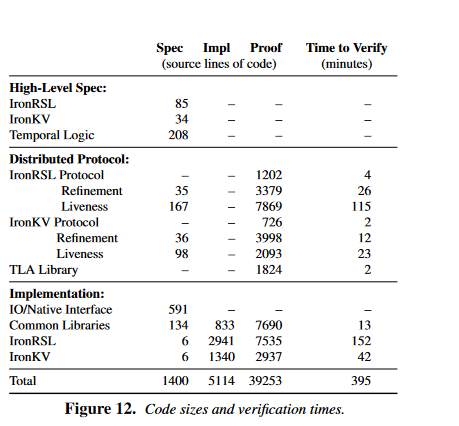 Spec Impl Proof Time to Verify
(source lines of code) (minutes)
High-Level Spec:
IronRSL 85 – – –
IronKV 34 – – –
Temporal Logic 208 – – –
Distributed Protocol:
IronRSL Protocol – – 1202 4
Refinement 35 – 3379 26
Liveness 167 – 7869 115
IronKV Protocol – – 726 2
Refinement 36 – 3998 12
Liveness 98 – 2093 23
TLA Library – – 1824 2
Implementation:
IO/Native Interface 591 – – –
Common Libraries 134 833 7690 13
IronRSL 6 2941 7535 152
IronKV 6 1340 2937 42
Total 1400 5114 39253 395
Figure 12. Code sizes and verification times.